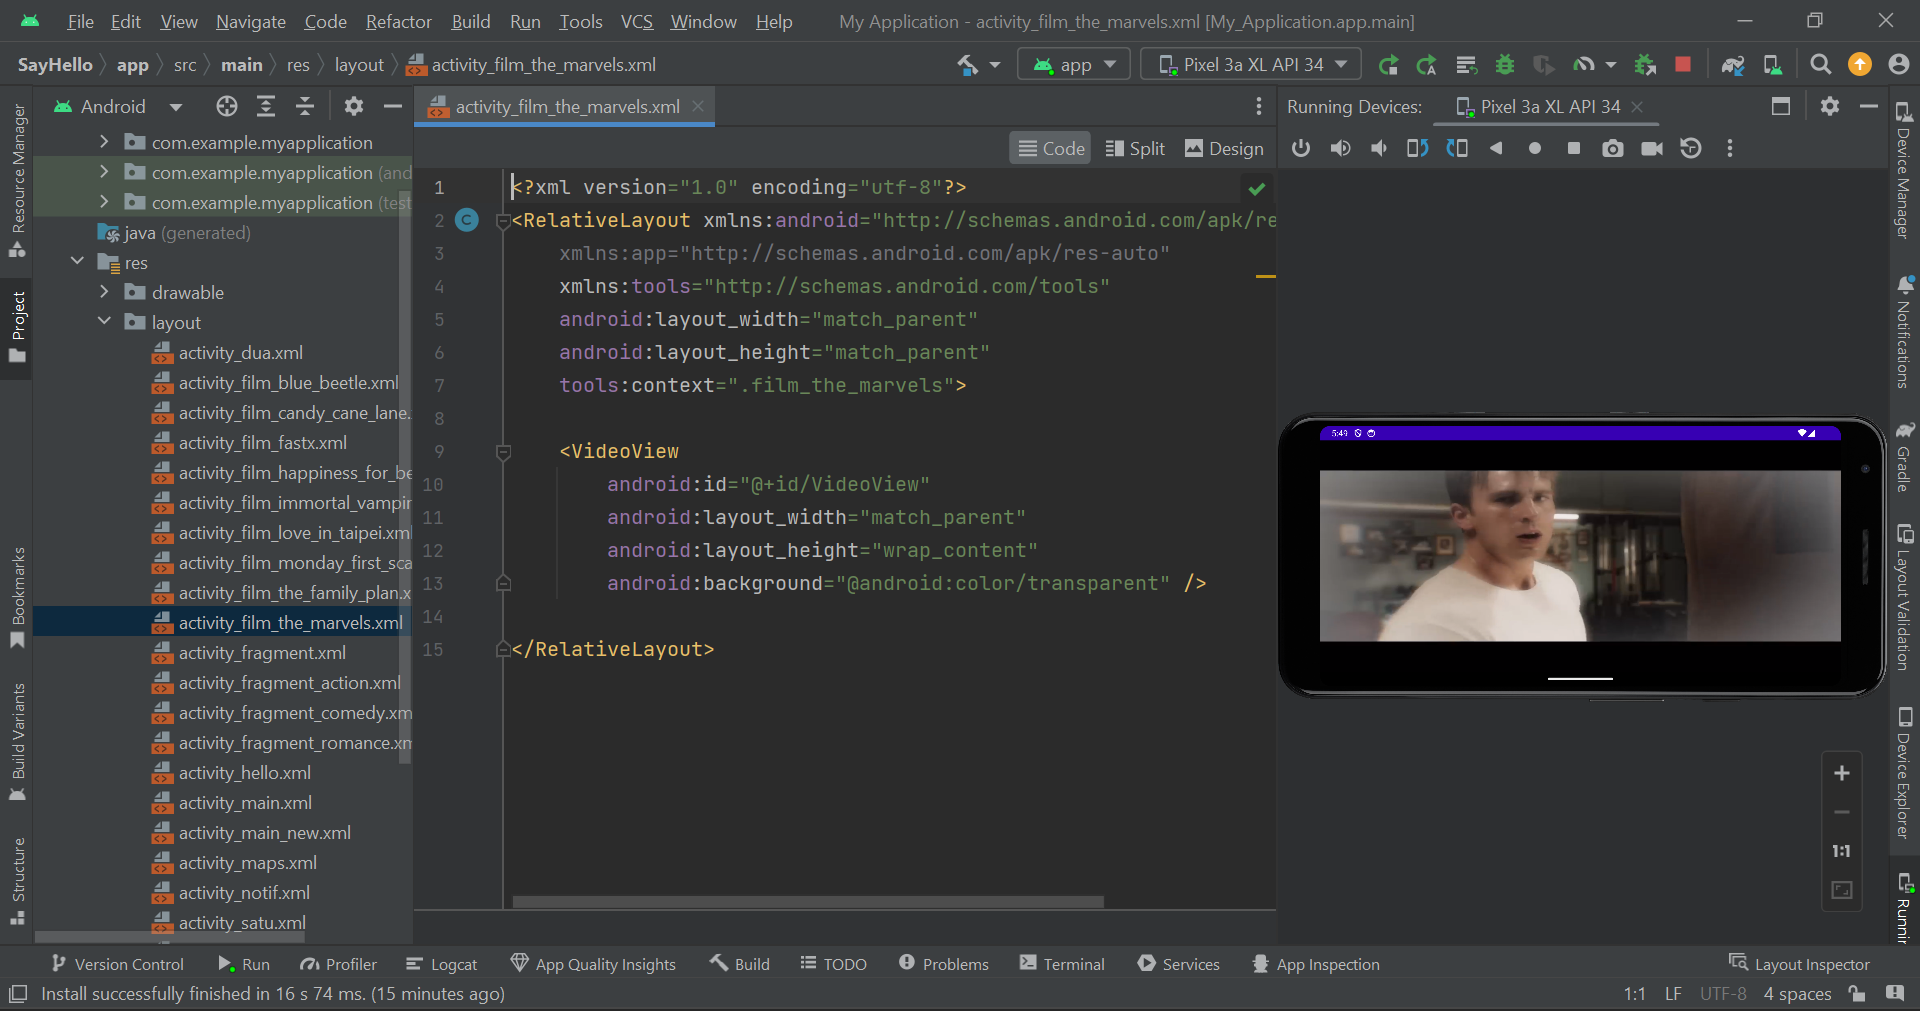 File Edit View Navigate Code Refactor Build Run Tools VCS Window Help My Application - activity_film_the_marvels.xml [My_Application.app.main]
SayHello app src main res layout activity_film_the_marvels.xml app Pixel 3a XL API 34
Android activity_film_the_marvels.xml Running Devices: Pixel 3a XL API 34
Code Split Design
Resource Manager
Project
Bookmarks
Build Variants
Structure
com.example.myapplication
com.example.myapplication (and
com.example.myapplication (test
java (generated)
res
drawable
layout
activity_dua.xml
activity_film_blue_beetle.xml
activity_film_candy_cane_lane.
activity_film_fastx.xml
activity_film_happiness_for_be
activity_film_immortal_vampir
activity_film_love_in_taipei.xml
activity_film_monday_first_sca
activity_film_the_family_plan.x
activity_film_the_marvels.xml
activity_fragment.xml
activity_fragment_action.xml
activity_fragment_comedy.xm
activity_fragment_romance.xm
activity_hello.xml
activity_main.xml
activity_main_new.xml
activity_maps.xml
activity_notif.xml
activity_satu.xml
1 <?xml version="1.0" encoding="utf-8"?>
2 C <RelativeLayout xmlns:android="http://schemas.android.com/apk/re
3 xmlns:app="http://schemas.android.com/apk/res-auto"
4 xmlns:tools="http://schemas.android.com/tools"
5 android:layout_width="match_parent"
6 android:layout_height="match_parent"
7 tools:context=".film_the_marvels">
8
9 <VideoView
10 android:id="@+id/VideoView"
11 android:layout_width="match_parent"
12 android:layout_height="wrap_content"
13 android:background="@android:color/transparent" />
14
15 </RelativeLayout>
5:49
1:1
Device Manager
Notifications
Gradle
Layout Validation
Device Explorer
Runnin
Version Control Run Profiler Logcat App Quality Insights Build TODO Problems Terminal Services App Inspection Layout Inspector
Install successfully finished in 16 s 74 ms. (15 minutes ago) 1:1 LF UTF-8 4 spaces